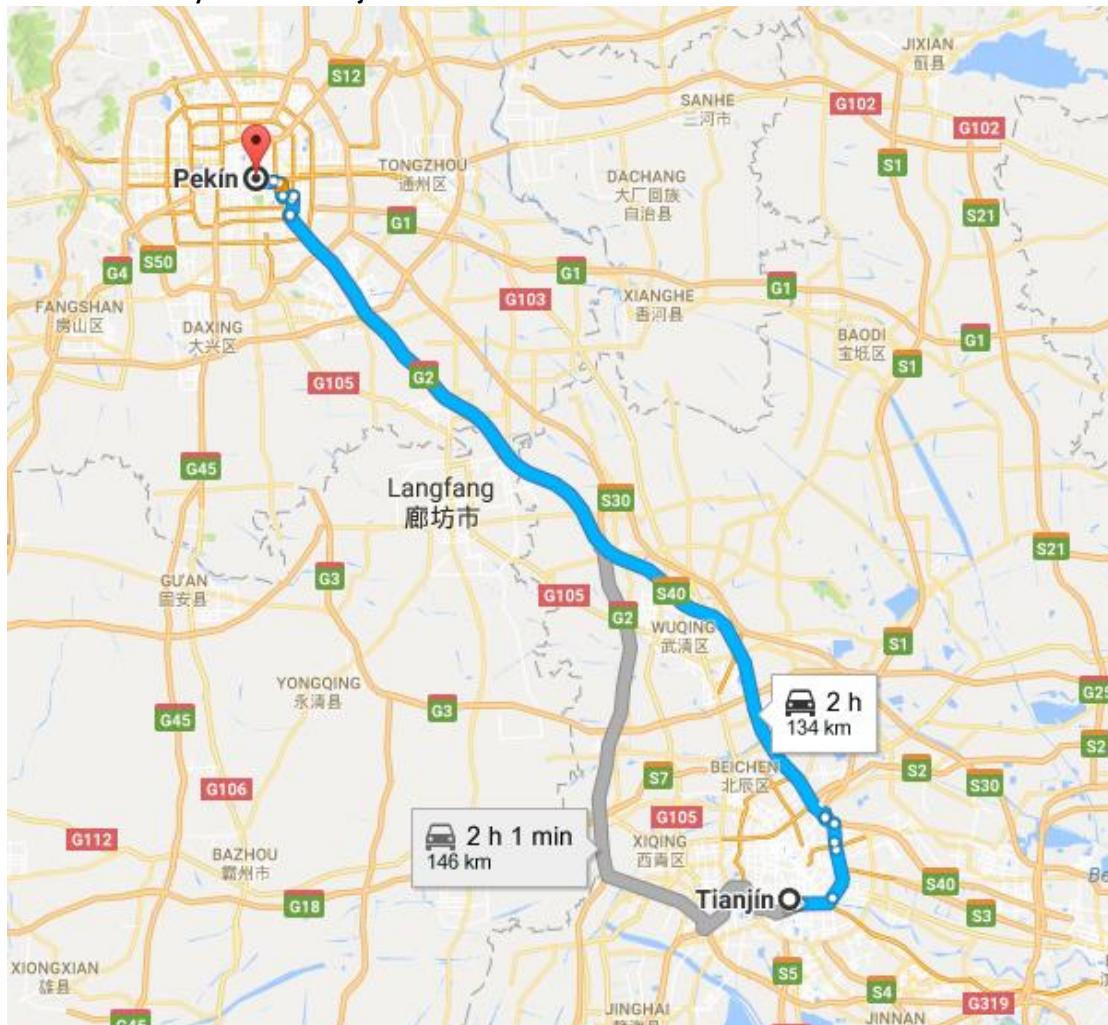 JIXIAN
蓟县
S12
G102
SANHE
三河市
G102
S1
TONGZHOU
通州区
Pekín
DACHANG
大厂回族
自治县
S21
G1
S50
G4
G1
G1
G103
XIANGHE
香河县
FANGSHAN
房山区
DAXING
大兴区
BAODI
宝坻区
G1
S1
G105
G2
G45
Langfang
廊坊市
S30
S21
G3
GU'AN
固安县
G105
S40
G2
WUQING
武清区
S1
YONGQING
永清县
G25
2 h
134 km
G45
G3
S2
BEICHEN
北辰区
S7
S2
S30
G106
G105
2 h 1 min
146 km
G112
XIQING
西青区
BAZHOU
霸州市
Tianjín
S40
G18
S3
XIONGXIAN
雄县
S5
S4
G319
JINGHAI
JINNAN
G45